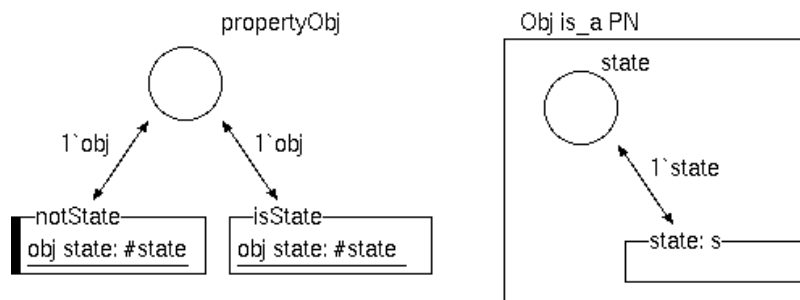 propertyObj
1`obj
1`obj
notState
obj state: #state
isState
obj state: #state
Obj is_a PN
state
1`state
state: s